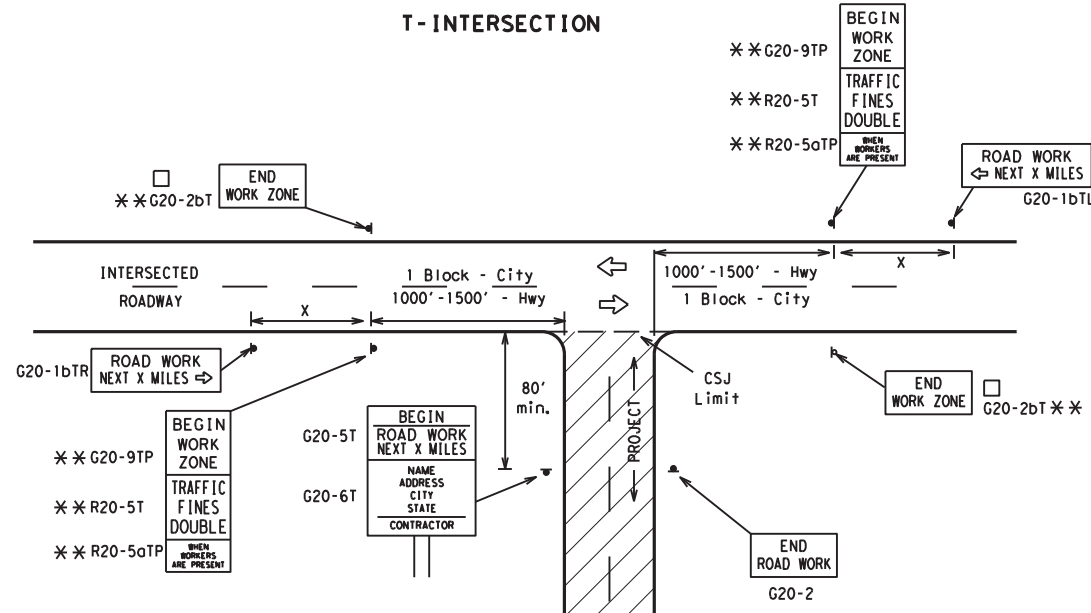 T-INTERSECTION
BEGIN
WORK
ZONE
TRAFFIC
FINES
DOUBLE
WHEN
WORKERS
ARE PRESENT
**G20-9TP
**R20-5T
**R20-5aTP
ROAD WORK
⇦ NEXT X MILES
G20-1bTL
□
**G20-2bT
END
WORK ZONE
INTERSECTED
ROADWAY
X
1 Block - City
1000'-1500' - Hwy
1000'-1500' - Hwy
1 Block - City
X
G20-1bTR
ROAD WORK
NEXT X MILES ⇨
80'
min.
CSJ
Limit
PROJECT
END
WORK ZONE
□
G20-2bT **
**G20-9TP
**R20-5T
**R20-5aTP
BEGIN
WORK
ZONE
TRAFFIC
FINES
DOUBLE
WHEN
WORKERS
ARE PRESENT
G20-5T
G20-6T
BEGIN
ROAD WORK
NEXT X MILES
NAME
ADDRESS
CITY
STATE
CONTRACTOR
END
ROAD WORK
G20-2